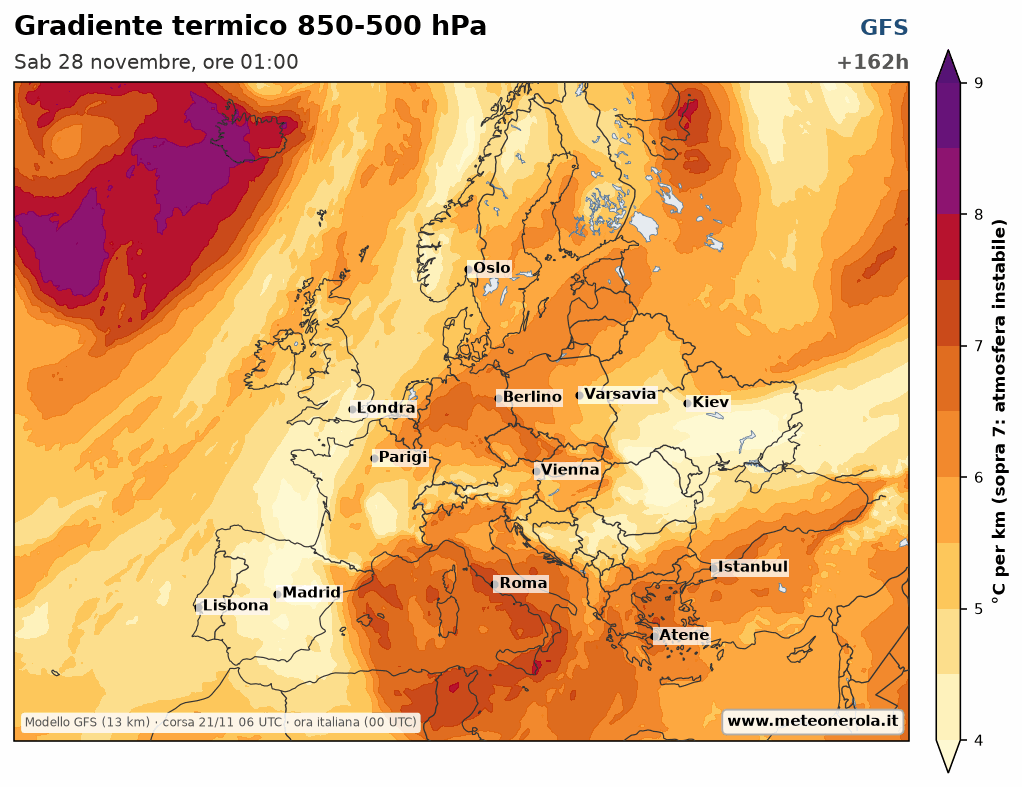 Gradiente termico 850-500 hPa
GFS
Sab 28 novembre, ore 01:00
+162h
Oslo
Londra
Berlino
Varsavia
Kiev
Parigi
Vienna
Istanbul
Roma
Madrid
Lisbona
Atene
Modello GFS (13 km) · corsa 21/11 06 UTC · ora italiana (00 UTC)
www.meteonerola.it
9
8
7
6
5
4
°C per km (sopra 7: atmosfera instabile)